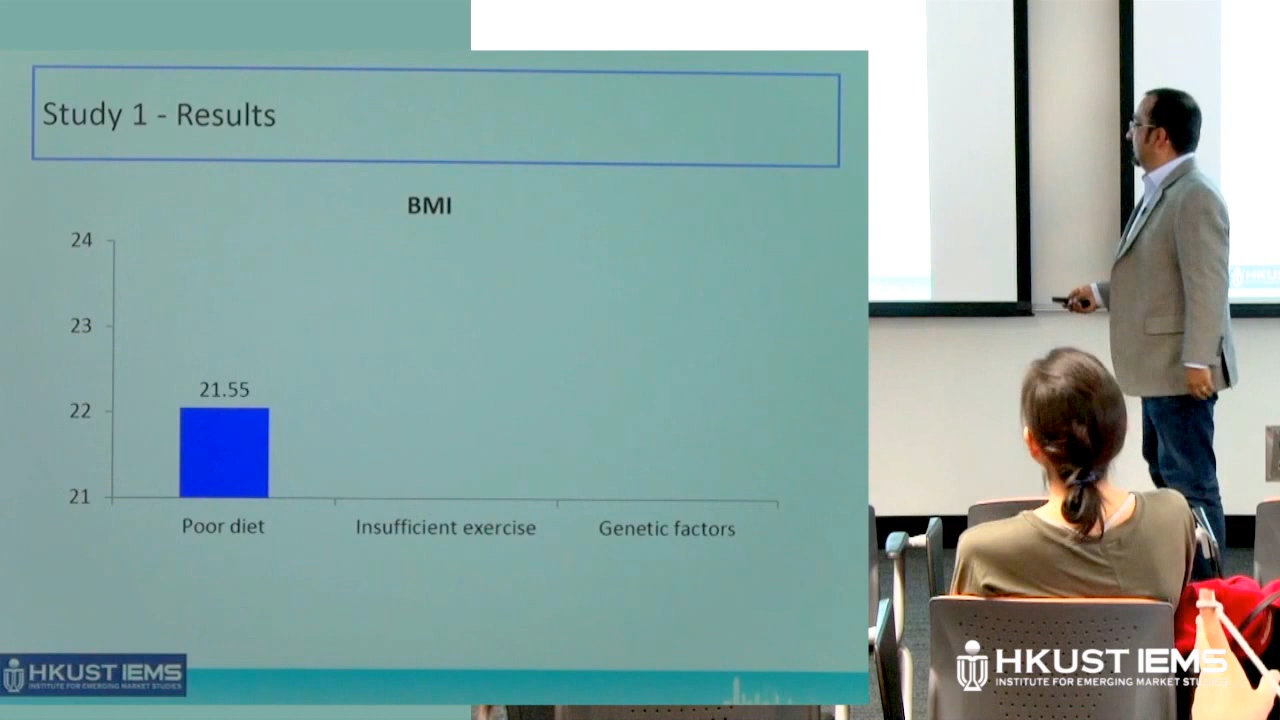 Study 1 - Results
BMI
24
23
22
21
21.55
Poor diet
Insufficient exercise
Genetic factors
HKUST IEMS
INSTITUTE FOR EMERGING MARKET STUDIES
HKUST IEMS
INSTITUTE FOR EMERGING MARKET STUDIES